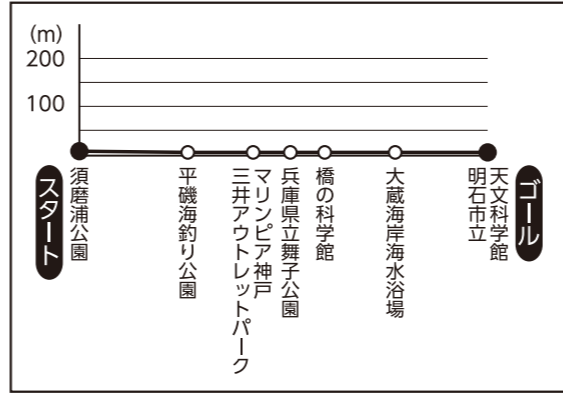 (m)
200
100
スタート
須磨浦公園
平磯海釣り公園
三井アウトレットパーク
マリンピア神戸
兵庫県立舞子公園
橋の科学館
大蔵海岸海水浴場
明石市立
天文科学館
ゴール